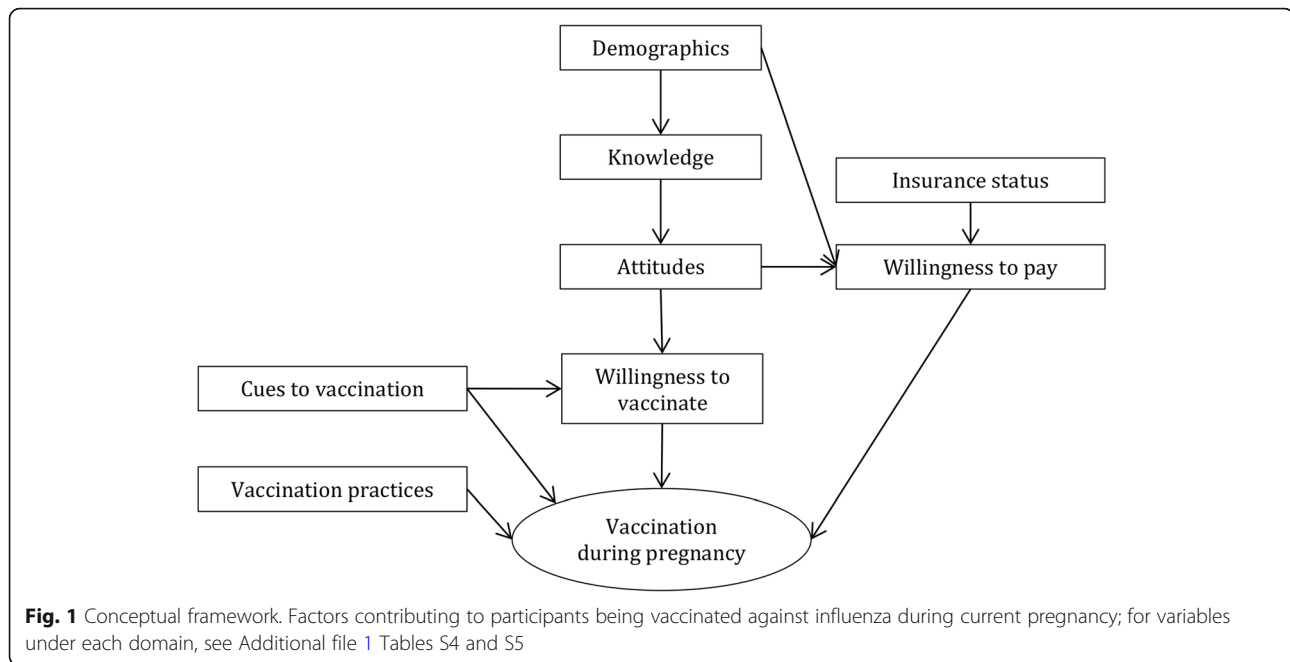 Demographics
Knowledge
Insurance status
Attitudes
Willingness to pay
Cues to vaccination
Willingness to
vaccinate
Vaccination practices
Vaccination
during pregnancy
Fig. 1 Conceptual framework. Factors contributing to participants being vaccinated against influenza during current pregnancy; for variables
under each domain, see Additional file 1 Tables S4 and S5